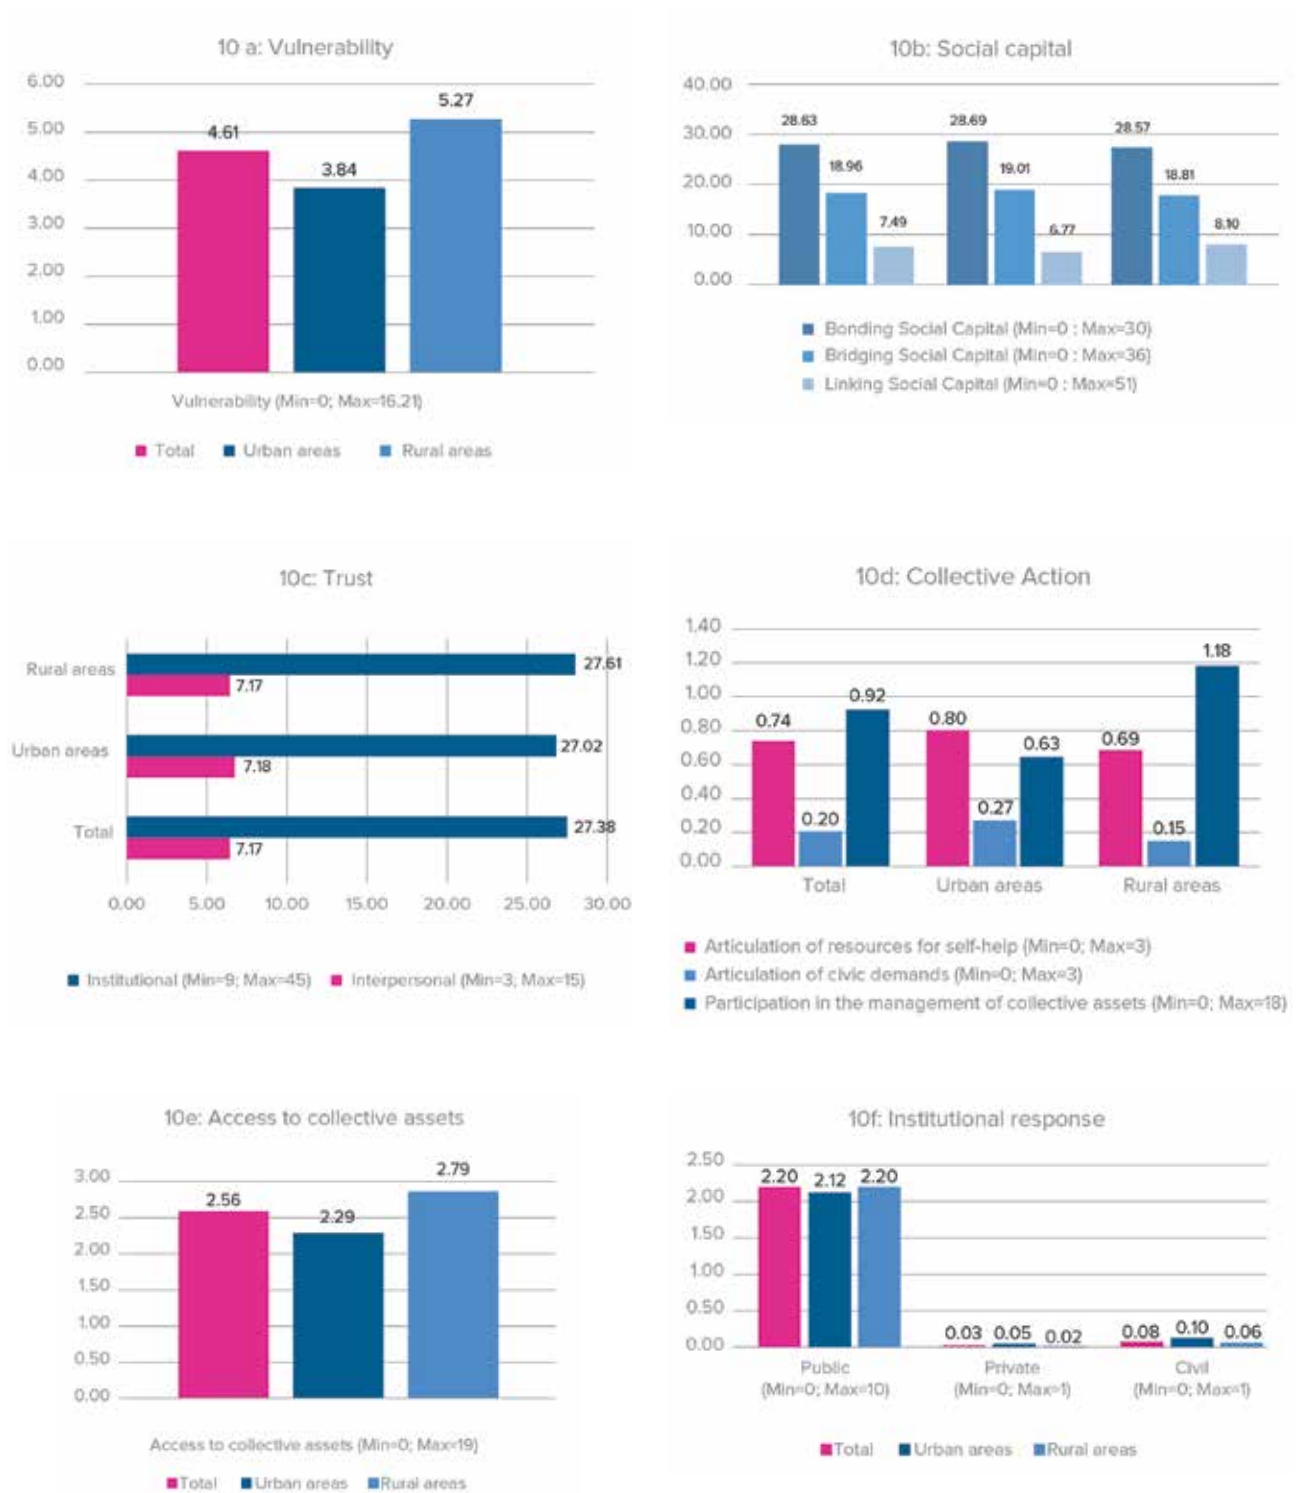 10 a: Vulnerability
6.00
5.00
4.00
3.00
2.00
1.00
0.00
4.61
3.84
5.27
Vulnerability (Min=0; Max=16.21)
Total Urban areas Rural areas
10b: Social capital
40.00
30.00
20.00
10.00
0.00
28.63 18.96 7.49
28.69 19.01 6.77
28.57 18.81 8.10
Bonding Social Capital (Min=0 : Max=30)
Bridging Social Capital (Min=0 : Max=36)
Linking Social Capital (Min=0 : Max=51)
10c: Trust
Rural areas 27.61
7.17
Urban areas 27.02
7.18
Total 27.38
7.17
0.00 5.00 10.00 15.00 20.00 25.00 30.00
Institutional (Min=9; Max=45) Interpersonal (Min=3, Max=15)
10d: Collective Action
1.40
1.20
1.00
0.80
0.60
0.40
0.20
0.00
0.74 0.20 0.92
0.80 0.27 0.63
0.69 0.15 1.18
Total Urban areas Rural areas
Articulation of resources for self-help (Min=0; Max=3)
Articulation of civic demands (Min=0; Max=3)
Participation in the management of collective assets (Min=0; Max=18)
10e: Access to collective assets
3.00
2.50
2.00
1.50
1.00
0.50
0.00
2.56
2.29
2.79
Access to collective assets (Min=0; Max=19)
Total Urban areas Rural areas
10f: Institutional response
2.50
2.00
1.50
1.00
0.50
0.00
2.20 2.12 2.20
0.03 0.05 0.02
0.08 0.10 0.06
Public Private Civil
(Min=0; Max=10) (Min=0; Max=1) (Min=0; Max=1)
Total Urban areas Rural areas